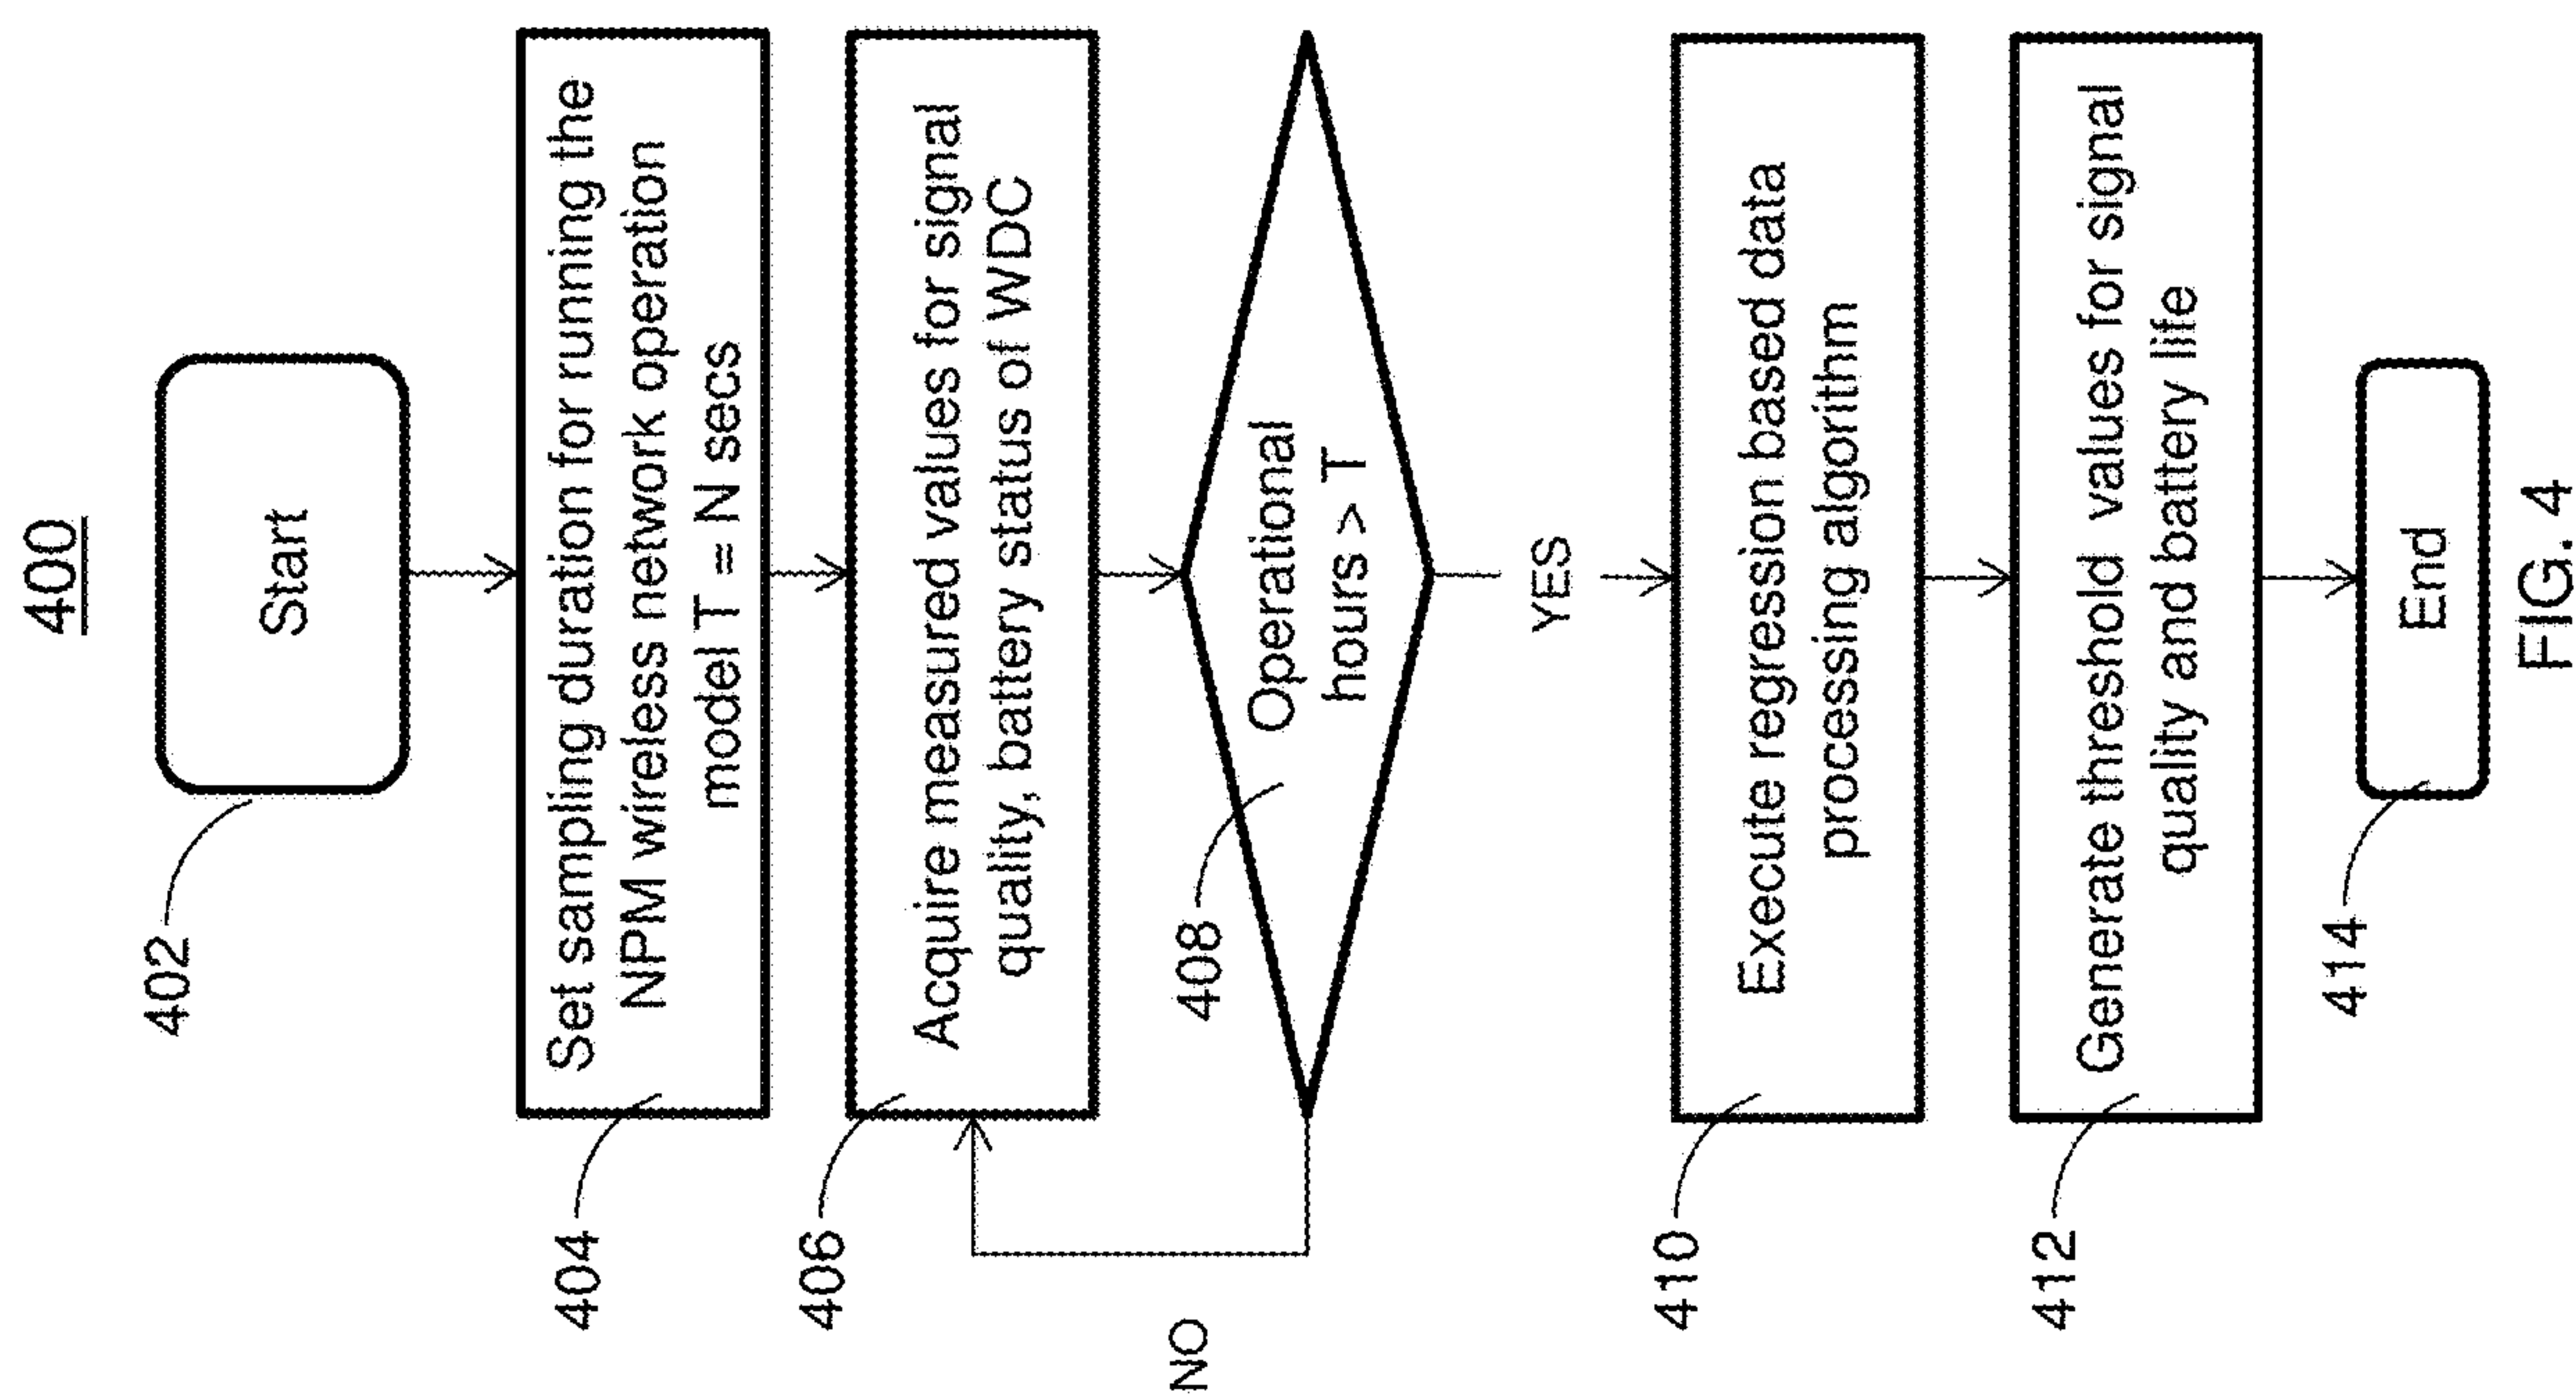 400
Start
402
Set sampling duration for running the
NPM wireless network operation
model T = N secs
404
Acquire measured values for signal
quality, battery status of WDC
406
Operational
hours > T
408
NO
YES
Execute regression based data
processing algorithm
410
Generate threshold values for signal
quality and battery life
412
End
414
FIG. 4